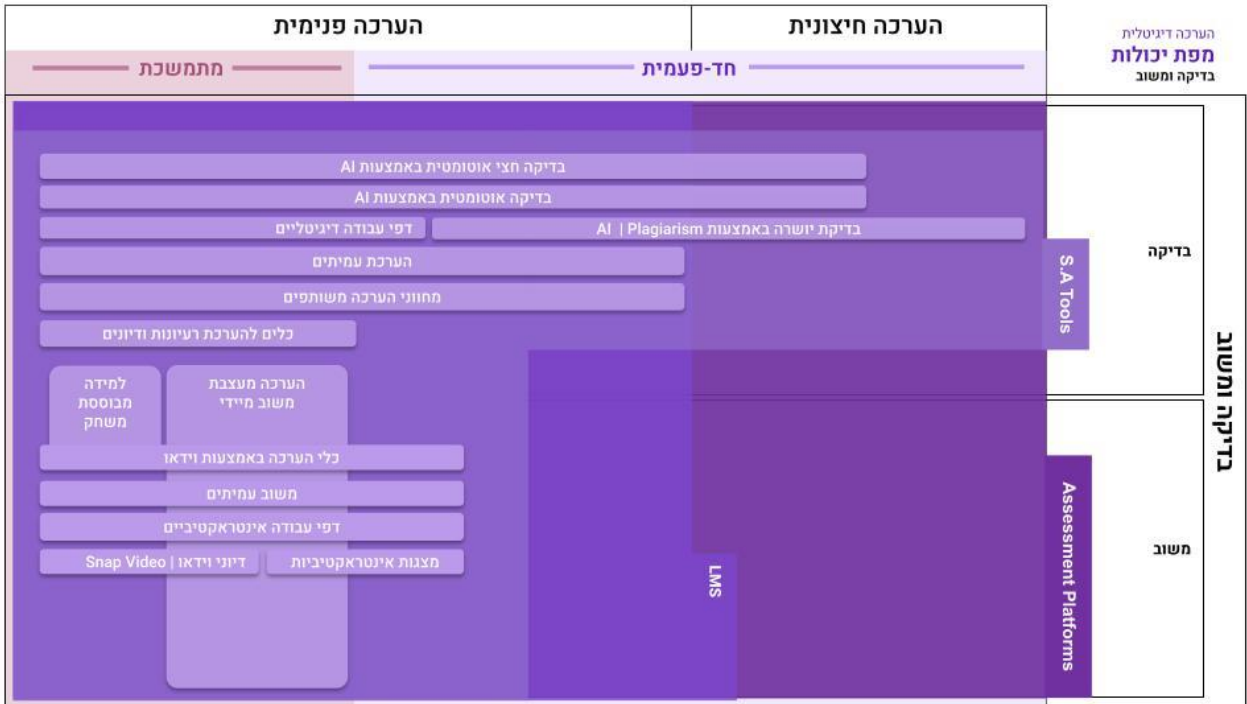 הערכה דיגיטלית
מפת יכולות
בדיקה ומשוב
הערכה חיצונית
הערכה פנימית
חד-פעמית
מתמשכת
בדיקה ומשוב
בדיקה
S.A Tools
בדיקה חצי אוטומטית באמצעות AI
בדיקה אוטומטית באמצעות AI
בדיקת יושרה באמצעות AI | Plagiarism
דפי עבודה דיגיטליים
הערכת עמיתים
מחווני הערכה משותפים
כלים להערכת רעיונות ודיונים
הערכה מעצבת
משוב מיידי
למידה
מבוססת
משחק
משוב
Assessment Platforms
LMS
כלי הערכה באמצעות וידאו
משוב עמיתים
דפי עבודה אינטראקטיביים
מצגות אינטראקטיביות
דיוני וידאו | Snap Video